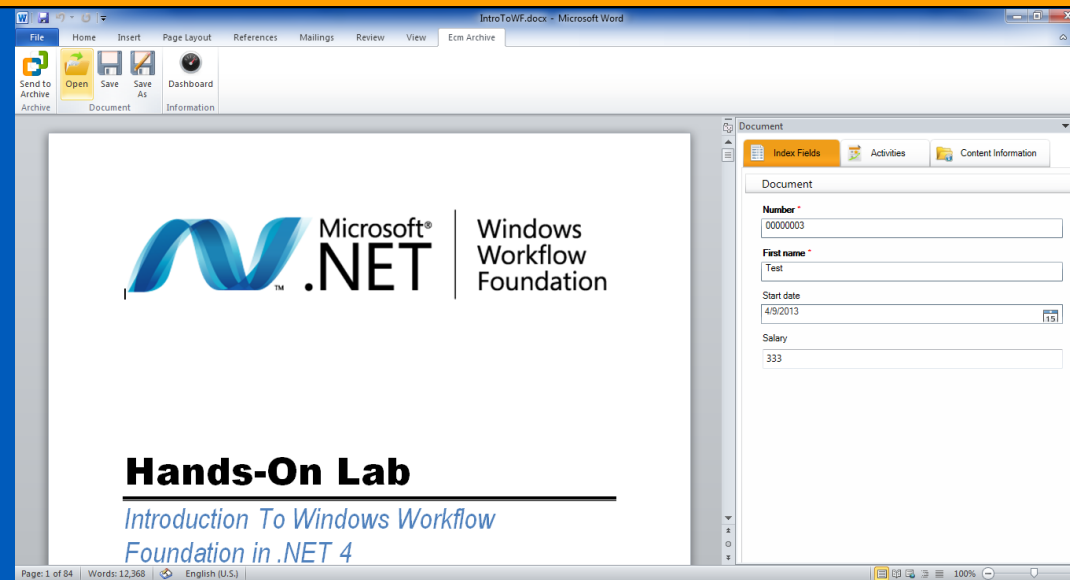 IntroToWF.docx - Microsoft Word
File Home Insert Page Layout References Mailings Review View Ecm Archive
Send to Archive
Open
Save
Save As
Dashboard
Archive Document Information
Microsoft®
.NET
TM
Windows
Workflow
Foundation
Hands-On Lab
Introduction To Windows Workflow
Foundation in .NET 4
Document
Index Fields Activities Content Information
Document
Number *
00000003
First name *
Test
Start date
4/9/2013
15
Salary
333
Page: 1 of 84 Words: 12,368 English (U.S.) 100%